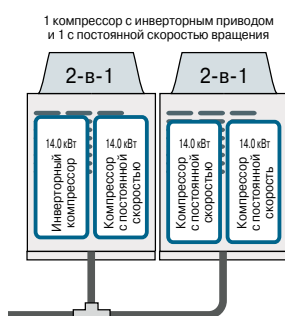 1 компрессор с инверторным приводом
и 1 с постоянной скоростью вращения
2-в-1
2-в-1
14.0 кВт
Инверторный
компрессор
14.0 кВт
Компрессор
с постоянной
скоростью
14.0 кВт
Компрессор
с постоянной
скоростью
14.0 кВт
Компрессор
с постоянной
скорость